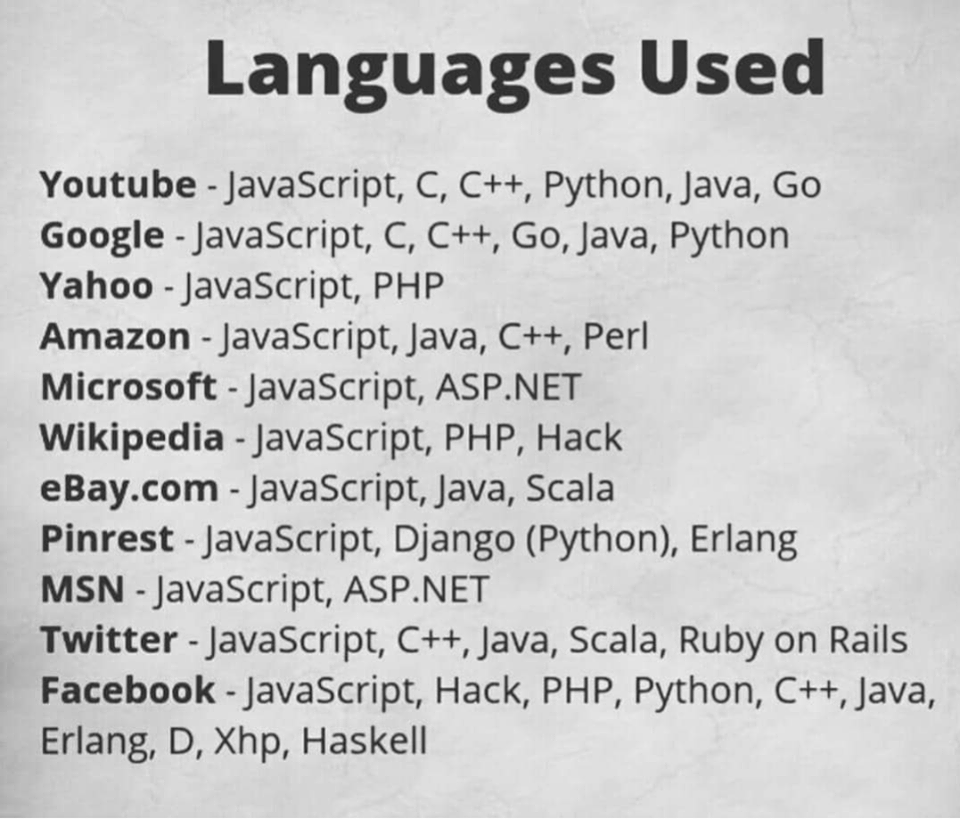 Languages Used
Youtube - JavaScript, C, C++, Python, Java, Go
Google - JavaScript, C, C++, Go, Java, Python
Yahoo - JavaScript, PHP
Amazon - JavaScript, Java, C++, Perl
Microsoft - JavaScript, ASP.NET
Wikipedia - JavaScript, PHP, Hack
eBay.com - JavaScript, Java, Scala
Pinrest - JavaScript, Django (Python), Erlang
MSN - JavaScript, ASP.NET
Twitter - JavaScript, C++, Java, Scala, Ruby on Rails
Facebook - JavaScript, Hack, PHP, Python, C++, Java,
Erlang, D, Xhp, Haskell